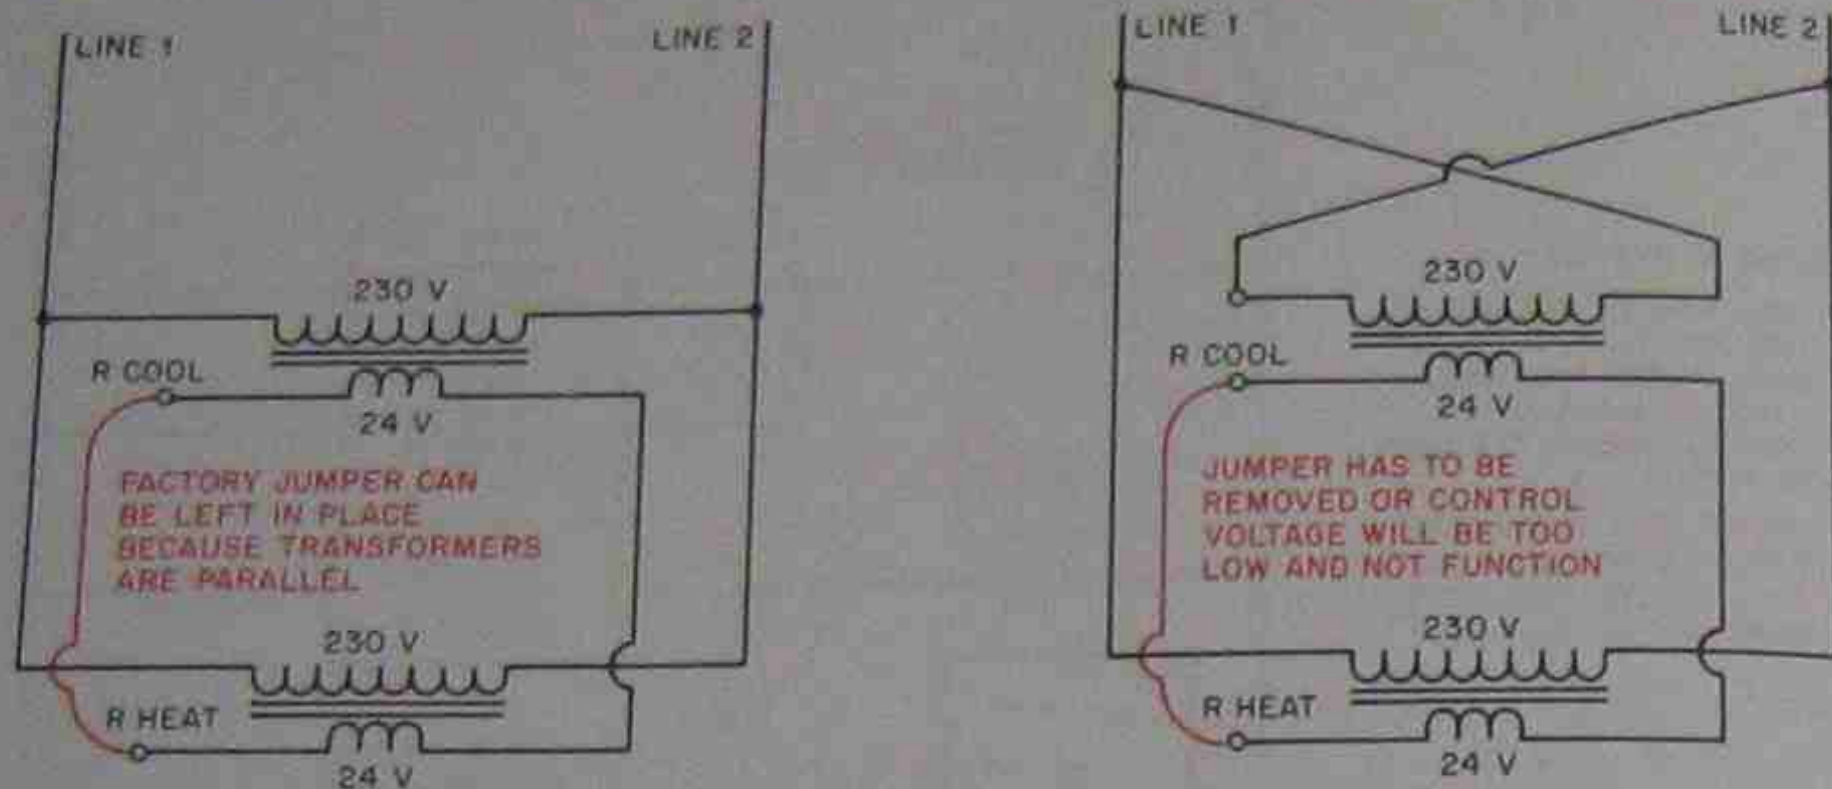 LINE 1
LINE 2
230 V
R COOL
24 V
FACTORY JUMPER CAN
BE LEFT IN PLACE
BECAUSE TRANSFORMERS
ARE PARALLEL
230 V
R HEAT
24 V
LINE 1
LINE 2
230 V
R COOL
24 V
JUMPER HAS TO BE
REMOVED OR CONTROL
VOLTAGE WILL BE TOO
LOW AND NOT FUNCTION
230 V
R HEAT
24 V